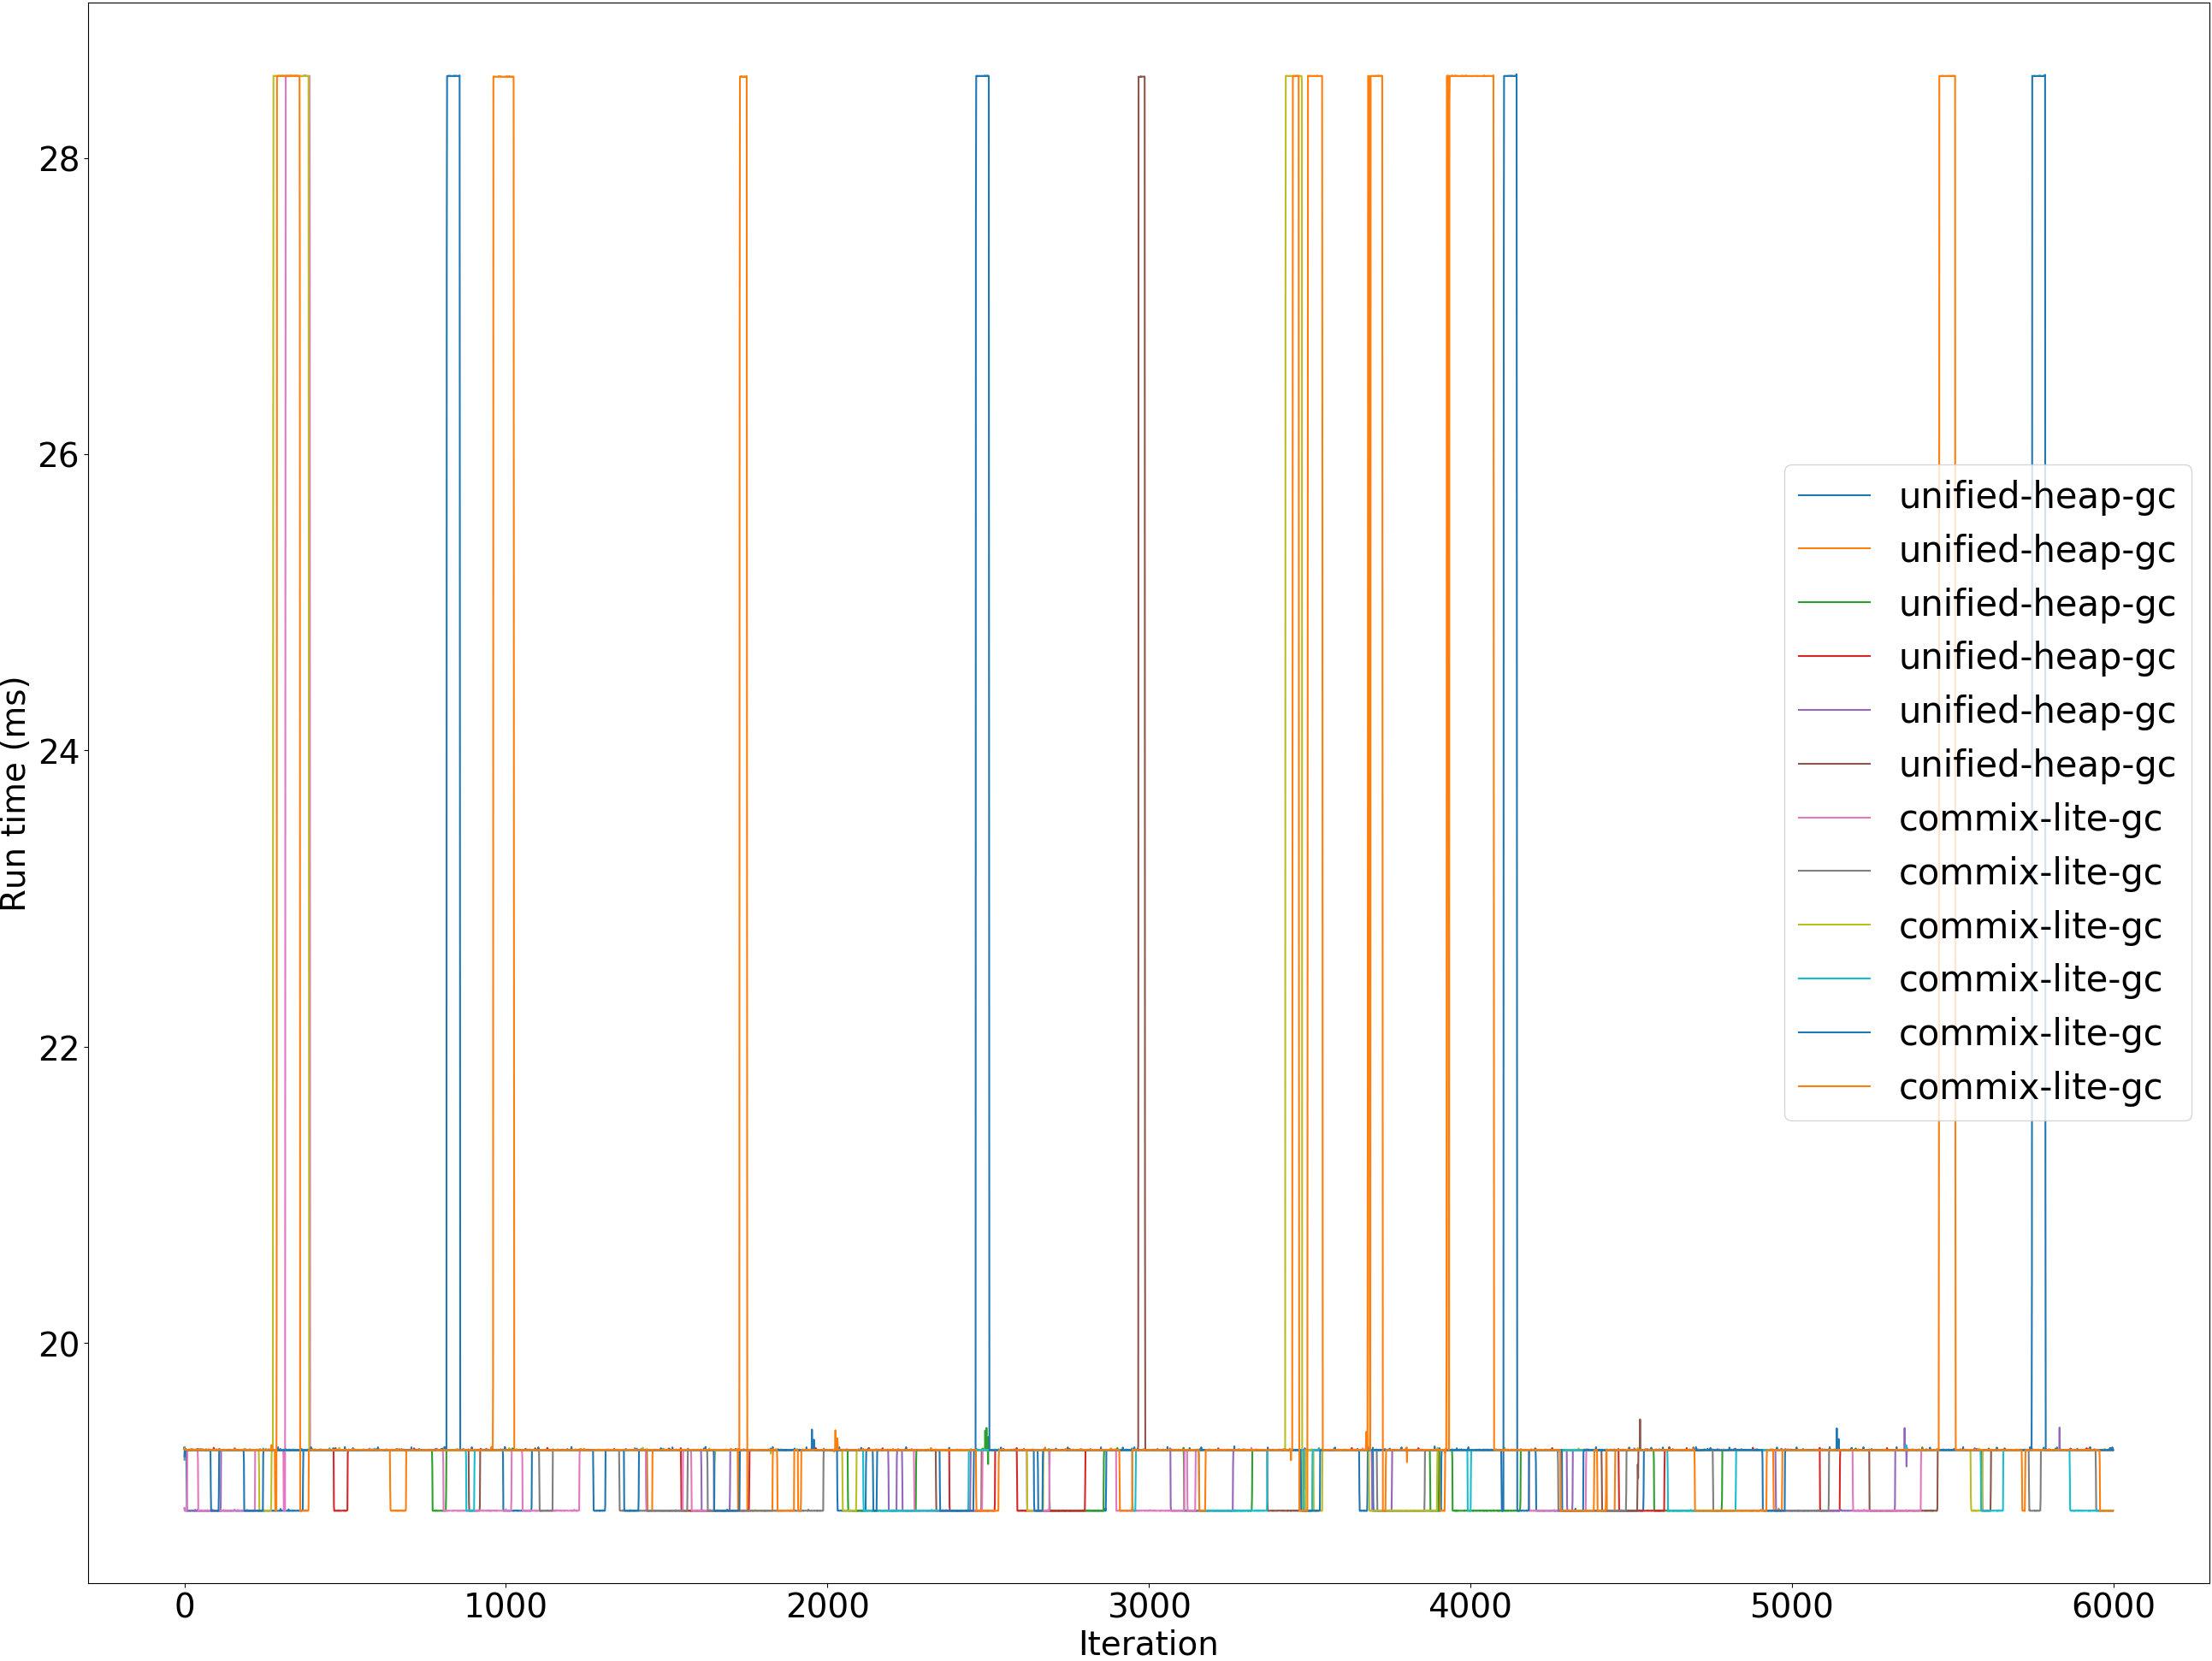 Run time (ms)
28
26
24
22
20
0
1000
2000
3000
4000
5000
6000
Iteration
unified-heap-gc
unified-heap-gc
unified-heap-gc
unified-heap-gc
unified-heap-gc
unified-heap-gc
commix-lite-gc
commix-lite-gc
commix-lite-gc
commix-lite-gc
commix-lite-gc
commix-lite-gc